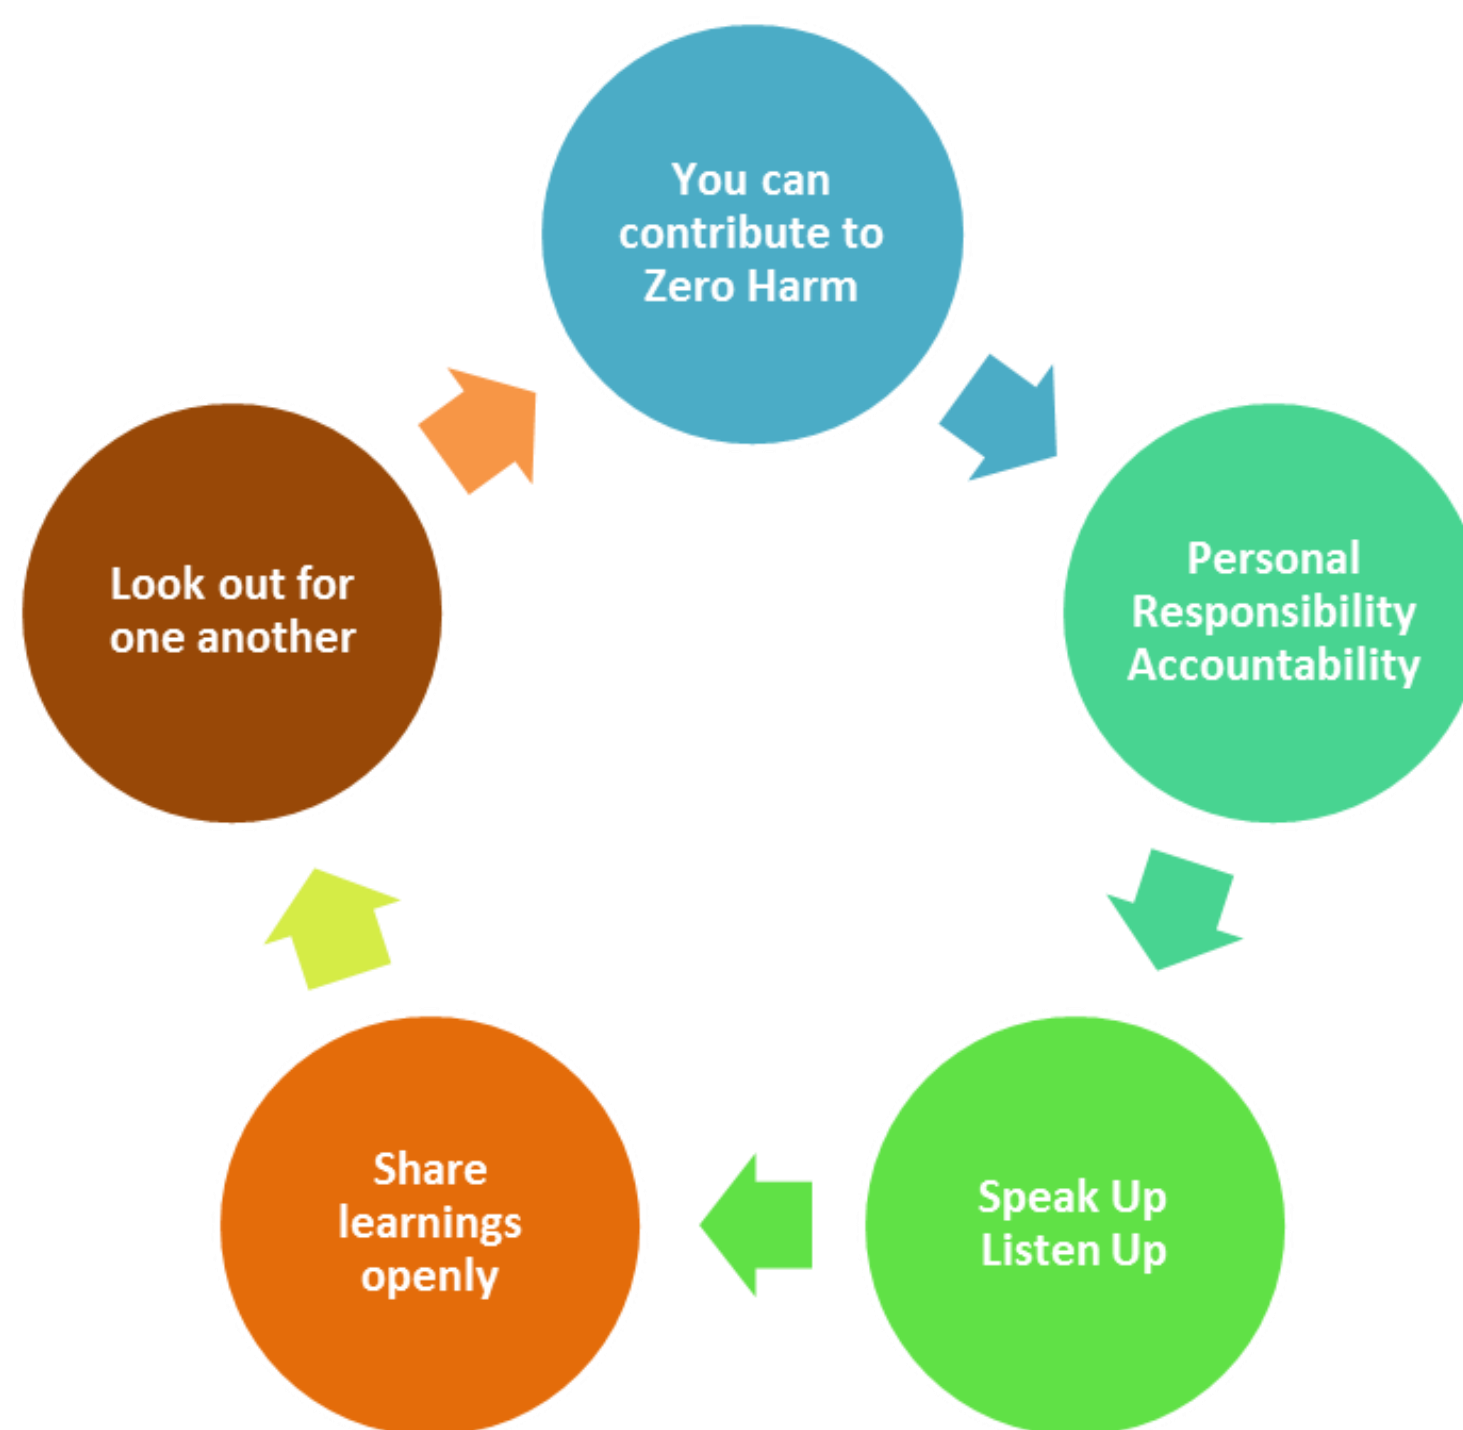 You can
contribute to
Zero Harm
Personal
Responsibility
Accountability
Speak Up
Listen Up
Share
learnings
openly
Look out for
one another